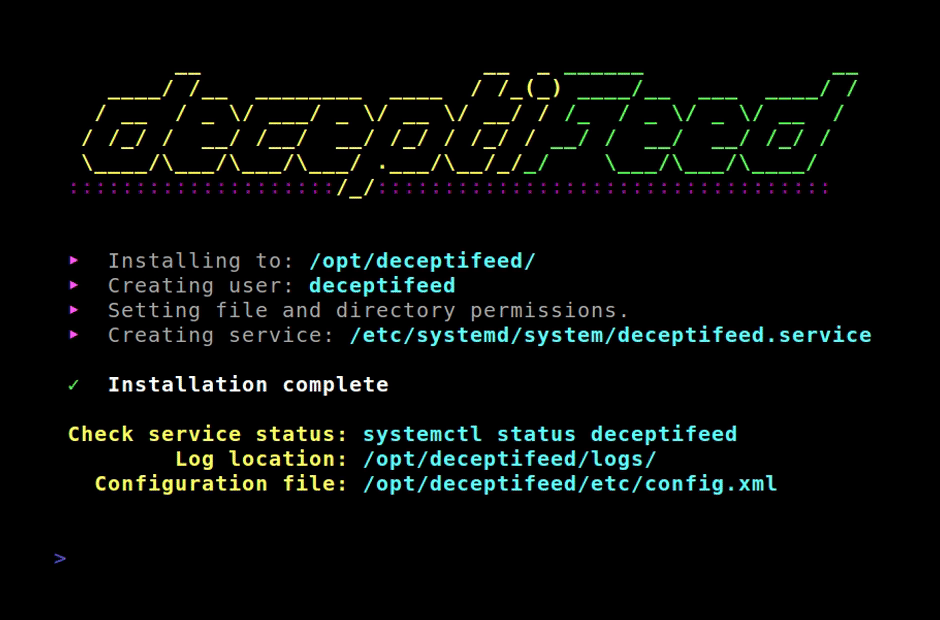 deceptifeed
▸ Installing to: /opt/deceptifeed/
▸ Creating user: deceptifeed
▸ Setting file and directory permissions.
▸ Creating service: /etc/systemd/system/deceptifeed.service
✓ Installation complete
Check service status: systemctl status deceptifeed
Log location: /opt/deceptifeed/logs/
Configuration file: /opt/deceptifeed/etc/config.xml
>